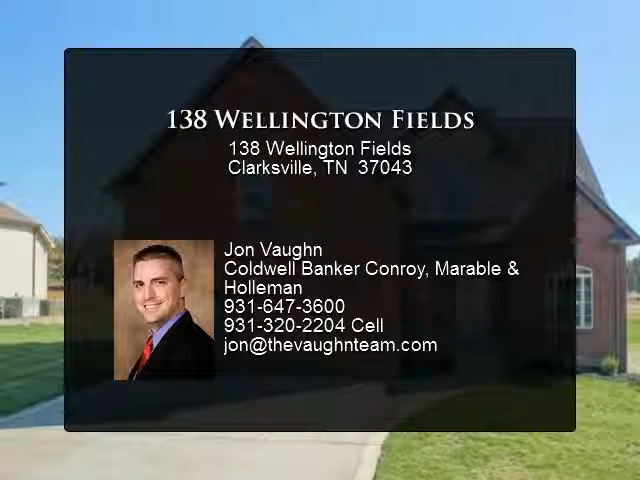 138 Wellington Fields
138 Wellington Fields
Clarksville, TN  37043
Jon Vaughn
Coldwell Banker Conroy, Marable &
Holleman
931-647-3600
931-320-2204 Cell
jon@thevaughnteam.com